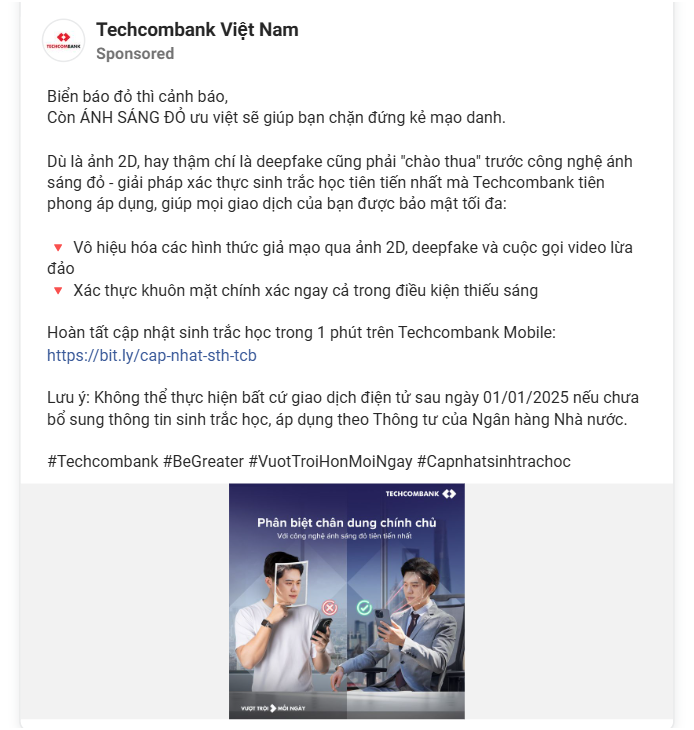 TECHCOMBANK
Techcombank Việt Nam
Sponsored
Biển báo đỏ thì cảnh báo,
Còn ÁNH SÁNG ĐỎ ưu việt sẽ giúp bạn chặn đứng kẻ mạo danh.
Dù là ảnh 2D, hay thậm chí là deepfake cũng phải "chào thua" trước công nghệ ánh
sáng đỏ - giải pháp xác thực sinh trắc học tiên tiến nhất mà Techcombank tiên
phong áp dụng, giúp mọi giao dịch của bạn được bảo mật tối đa:
🔻 Vô hiệu hóa các hình thức giả mạo qua ảnh 2D, deepfake và cuộc gọi video lừa
đảo
🔻 Xác thực khuôn mặt chính xác ngay cả trong điều kiện thiếu sáng
Hoàn tất cập nhật sinh trắc học trong 1 phút trên Techcombank Mobile:
https://bit.ly/cap-nhat-sth-tcb
Lưu ý: Không thể thực hiện bất cứ giao dịch điện tử sau ngày 01/01/2025 nếu chưa
bổ sung thông tin sinh trắc học, áp dụng theo Thông tư của Ngân hàng Nhà nước.
#Techcombank #BeGreater #VuotTroiHonMoiNgay #Capnhatsinhtrachoc
TECHCOMBANK
Phân biệt chân dung chính chủ
Với công nghệ ánh sáng đỏ tiên tiến nhất
VƯỢT TRỘI MỖI NGÀY